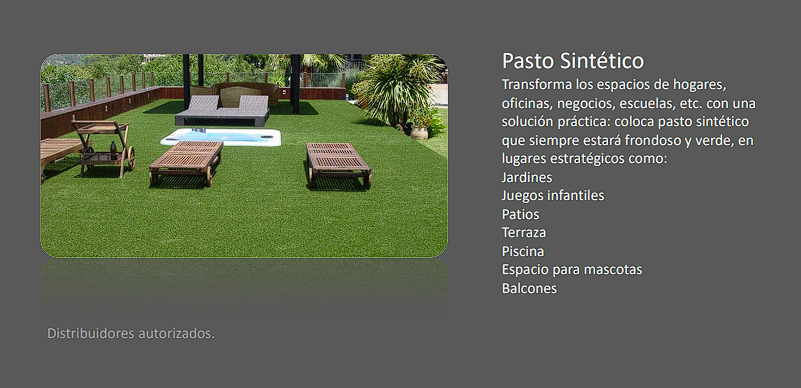 Pasto Sintético
Transforma los espacios de hogares,
oficinas, negocios, escuelas, etc. con una
solución práctica: coloca pasto sintético
que siempre estará frondoso y verde, en
lugares estratégicos como:
Jardines
Juegos infantiles
Patios
Terraza
Piscina
Espacio para mascotas
Balcones
Distribuidores autorizados.